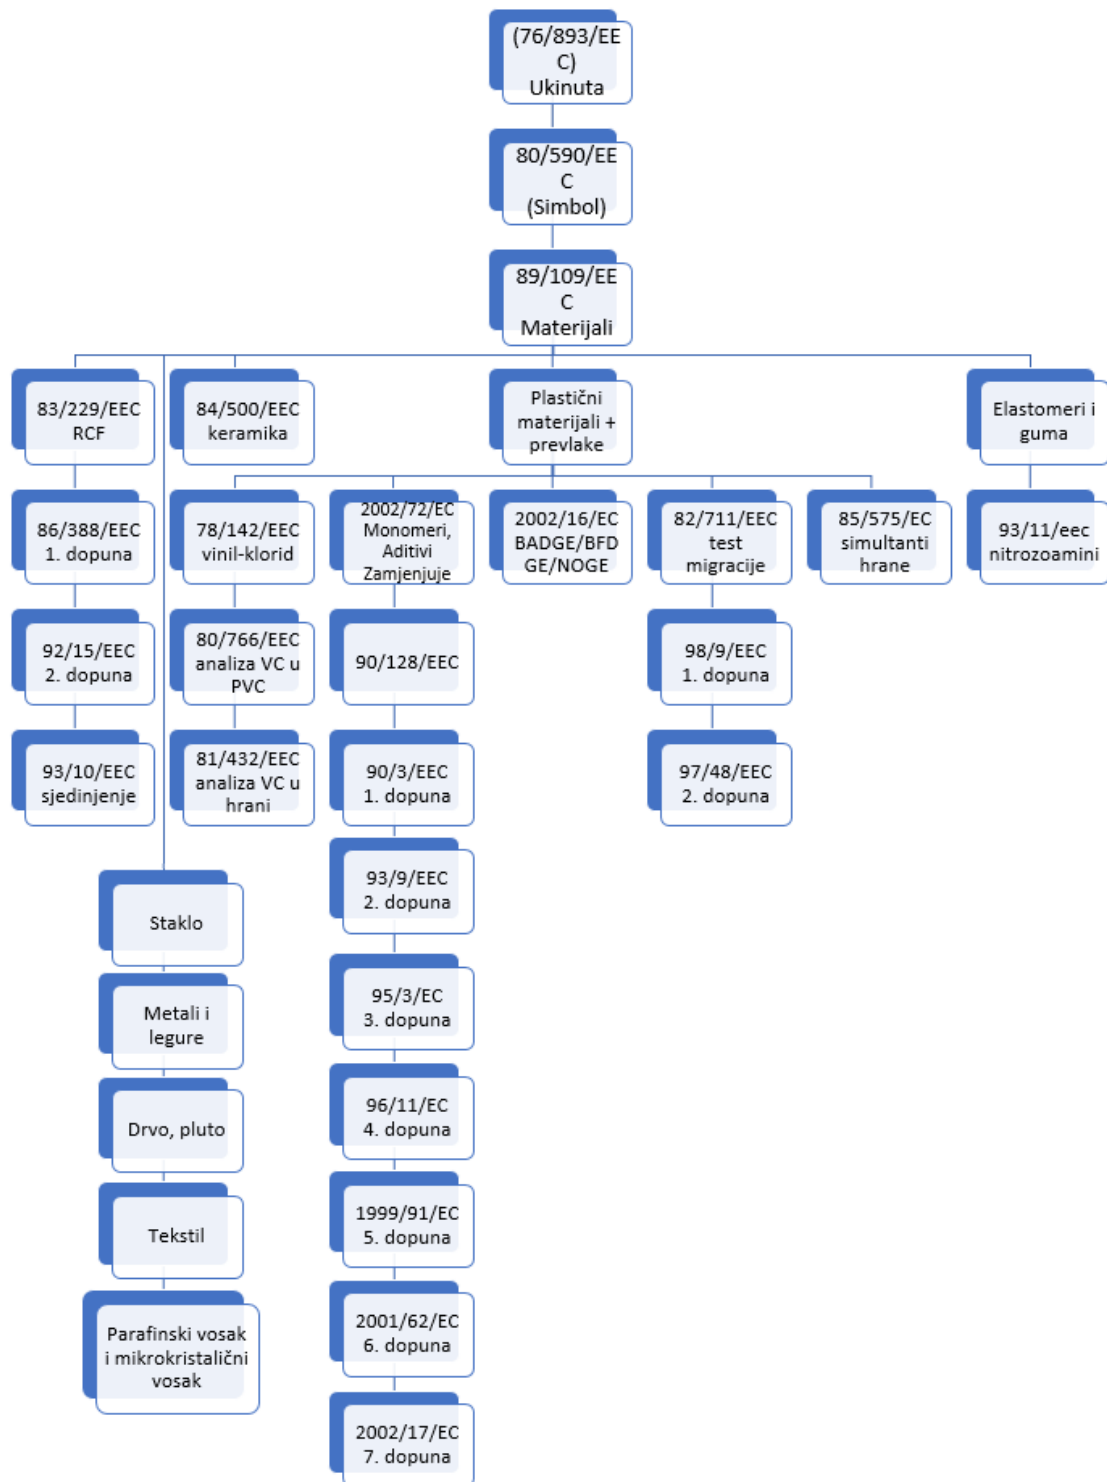 (76/893/EE
C)
Ukinuta
80/590/EE
C
(Simbol)
89/109/EE
C
Materijali
83/229/EEC
RCF
84/500/EEC
keramika
Plastični
materijali +
prevlake
Elastomeri i
guma
86/388/EEC
1. dopuna
78/142/EEC
vinil-klorid
2002/72/EC
Monomeri,
Aditivi
Zamjenjuje
2002/16/EC
BADGE/BFD
GE/NOGE
82/711/EEC
test
migracije
85/575/EC
simultanti
hrane
93/11/eec
nitrozoamini
92/15/EEC
2. dopuna
80/766/EEC
analiza VC u
PVC
90/128/EEC
98/9/EEC
1. dopuna
93/10/EEC
sjedinjenje
81/432/EEC
analiza VC u
hrani
90/3/EEC
1. dopuna
97/48/EEC
2. dopuna
Staklo
93/9/EEC
2. dopuna
Metali i
legure
95/3/EC
3. dopuna
Drvo, pluto
96/11/EC
4. dopuna
Tekstil
1999/91/EC
5. dopuna
Parafinski vosak
i mikrokristalični
vosak
2001/62/EC
6. dopuna
2002/17/EC
7. dopuna